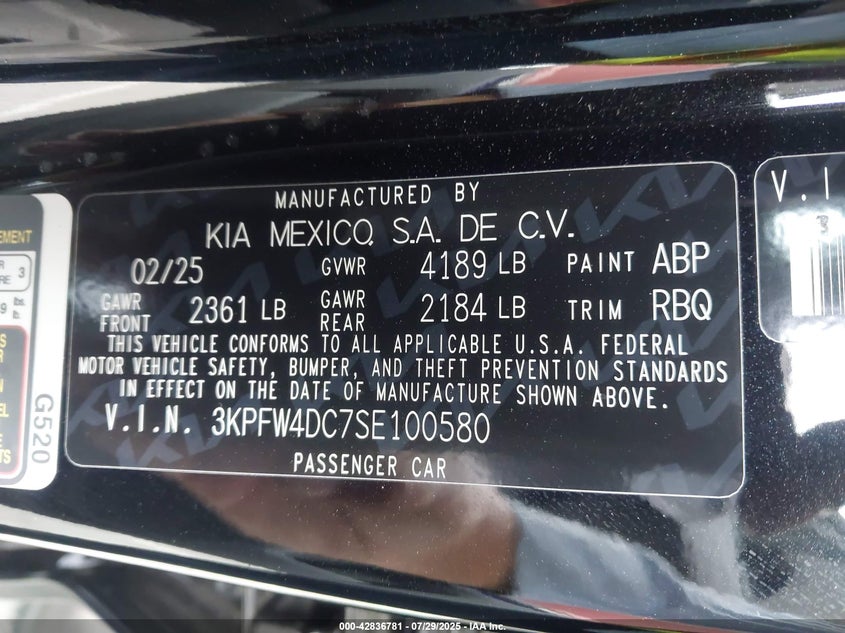 MANUFACTURED BY
KIA MEXICO, S.A. DE C.V.
02/25 GVWR 4189 LB PAINT ABP
GAWR FRONT 2361 LB GAWR REAR 2184 LB TRIM RBQ
THIS VEHICLE CONFORMS TO ALL APPLICABLE U.S.A. FEDERAL
MOTOR VEHICLE SAFETY, BUMPER, AND THEFT PREVENTION STANDARDS
IN EFFECT ON THE DATE OF MANUFACTURE SHOWN ABOVE.
V.I.N. 3KPFW4DC7SE100580
PASSENGER CAR
G520
V.I
000-42836781 - 07/29/2025 - IAA Inc.